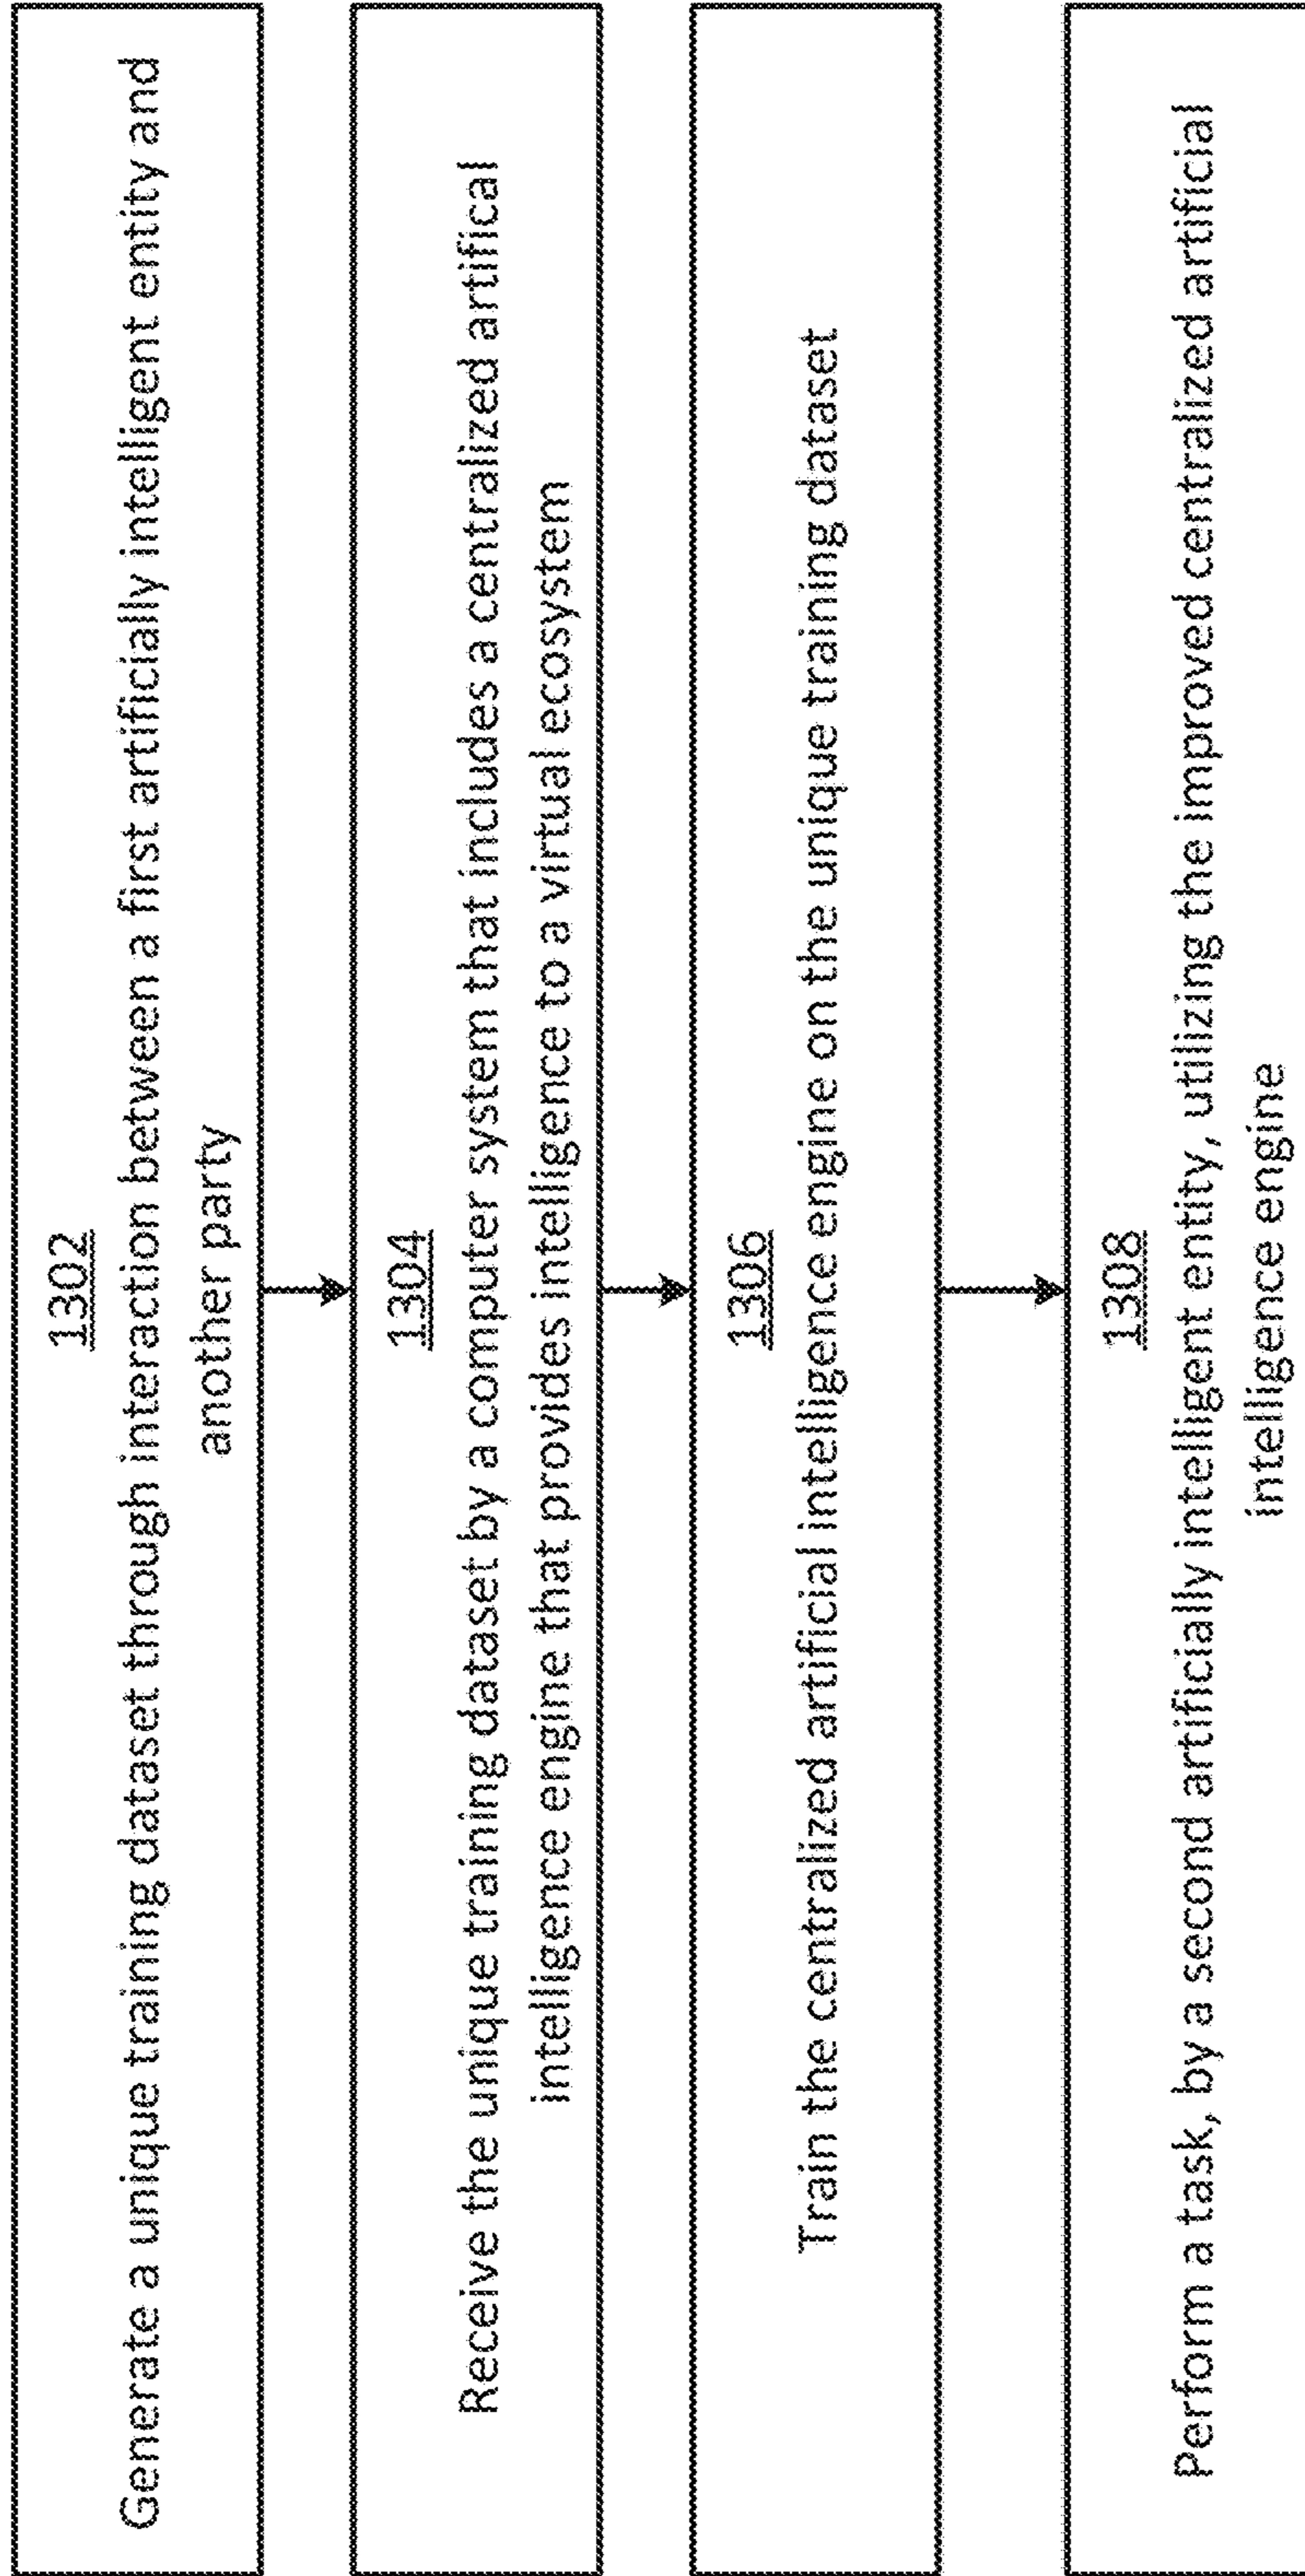 1302
Generate a unique training dataset through interaction between a first artificially intelligent entity and
another party
1304
Receive the unique training dataset by a computer system that includes a centralized artifical
intelligence engine that provides intelligence to a virtual ecosystem
1306
Train the centralized artificial intelligence engine on the unique training dataset
1308
Perform a task, by a second artificially intelligent entity, utilizing the improved centralized artificial
intelligence engine